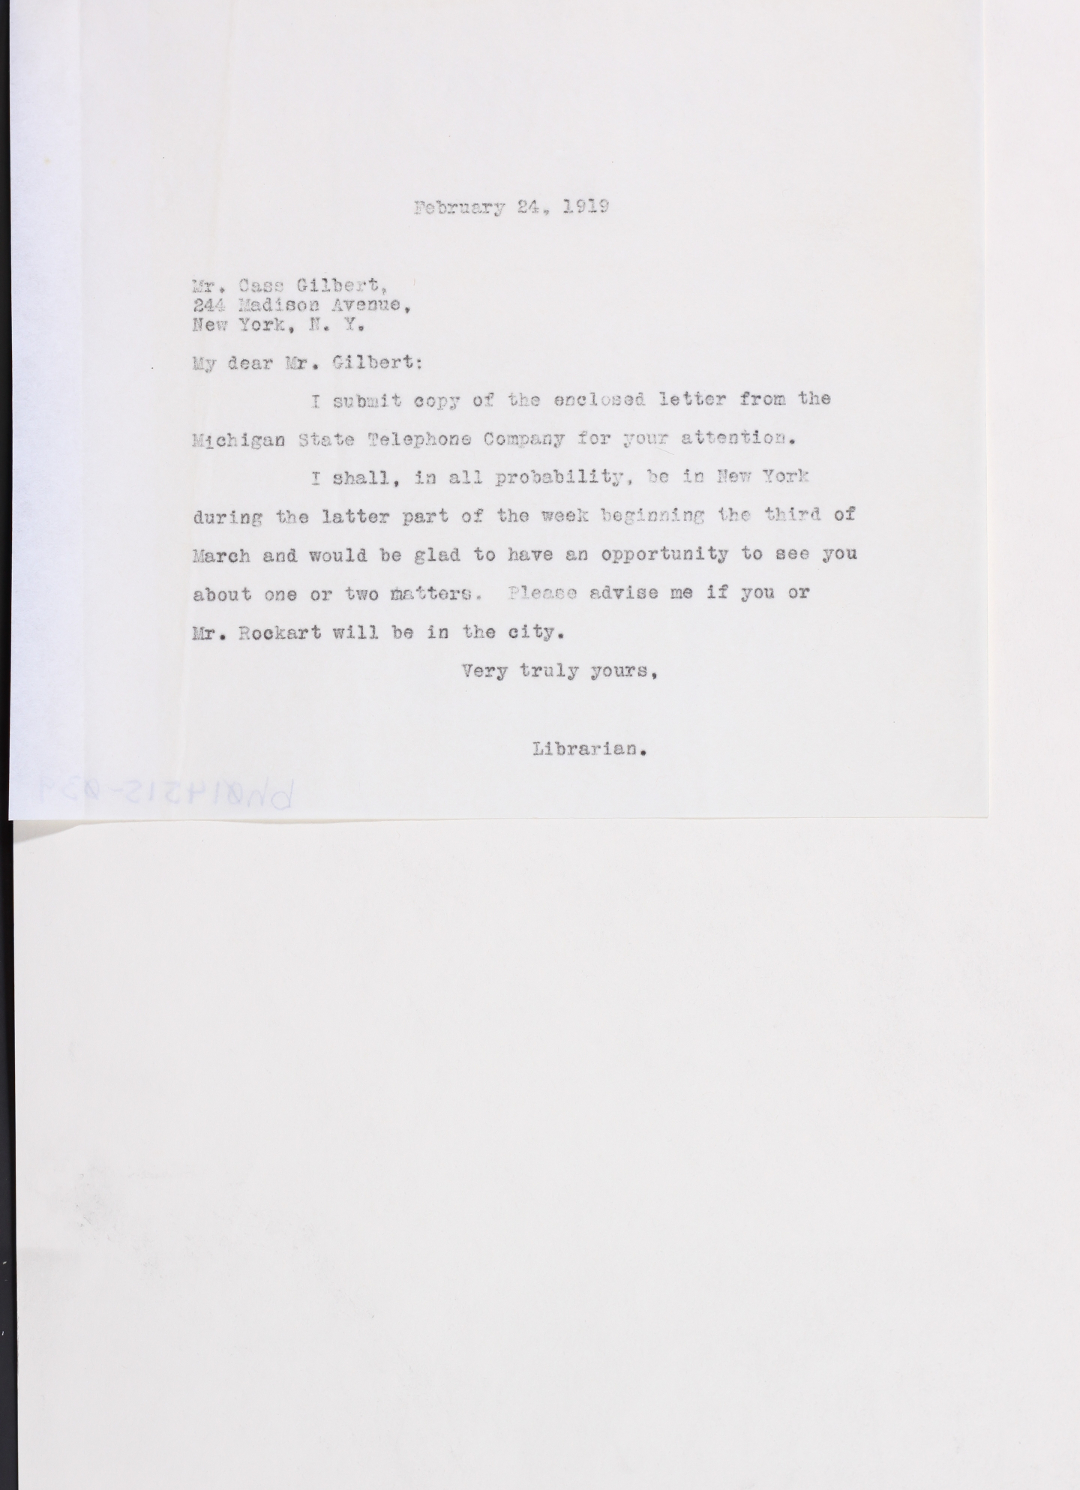 February 24, 1919
Mr. Cass Gilbert,
244 Madison Avenue,
New York, N. Y.
My dear Mr. Gilbert:
I submit copy of the enclosed letter from the
Michigan State Telephone Company for your attention.
I shall, in all probability, be in New York
during the latter part of the week beginning the third of
March and would be glad to have an opportunity to see you
about one or two matters. Please advise me if you or
Mr. Rockart will be in the city.
Very truly yours,
Librarian.